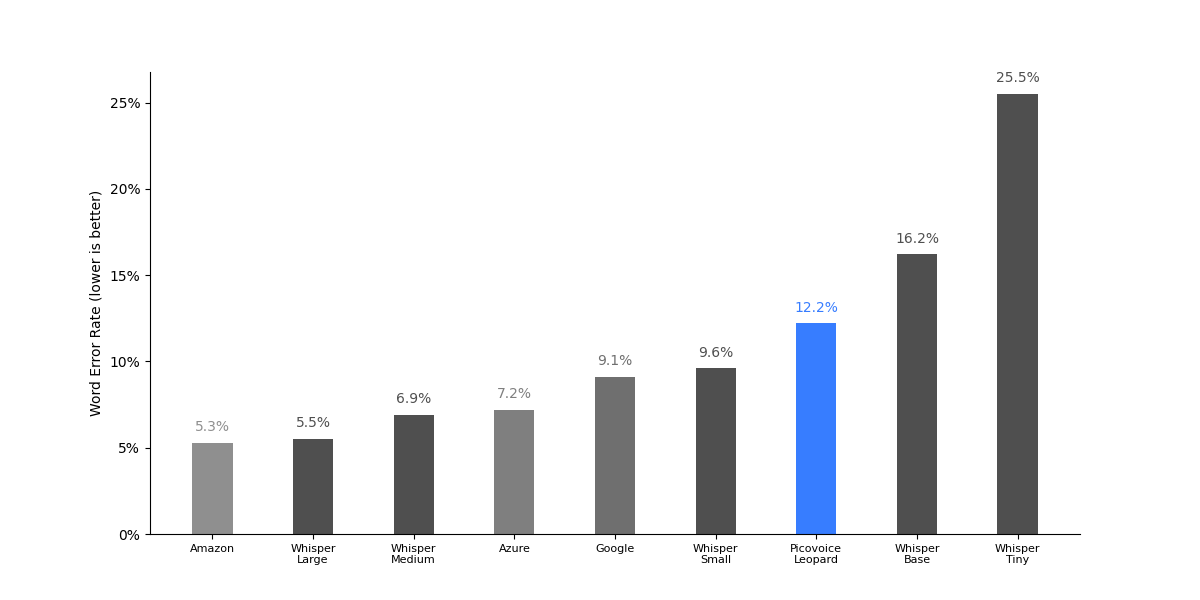 Word Error Rate (lower is better)
25%
20%
15%
10%
5%
0%
5.3%
5.5%
6.9%
7.2%
9.1%
9.6%
12.2%
16.2%
25.5%
Amazon
Whisper
Large
Whisper
Medium
Azure
Google
Whisper
Small
Picovoice
Leopard
Whisper
Base
Whisper
Tiny